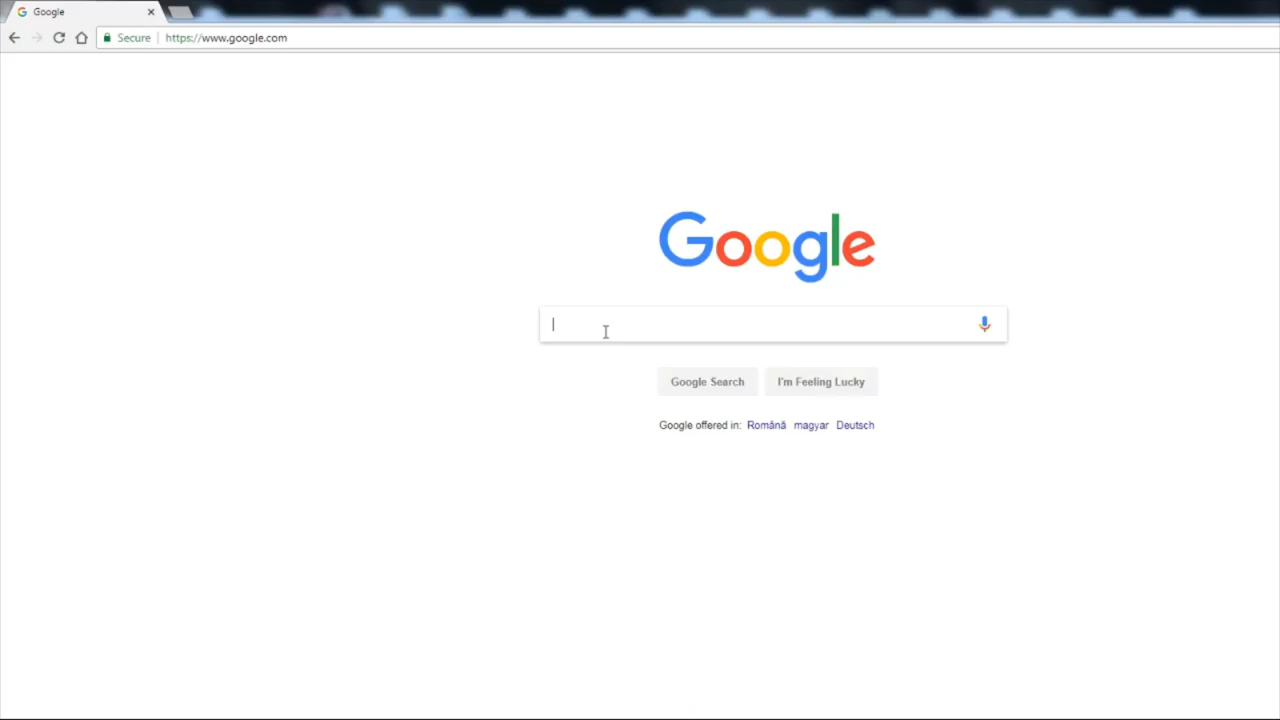 Google
Secure https://www.google.com
Google
Google Search I'm Feeling Lucky
Google offered in: Română magyar Deutsch